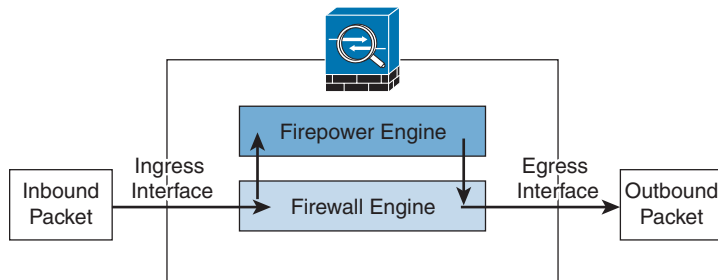 Firepower Engine
Ingress
Interface
Egress
Interface
Inbound
Packet
Firewall Engine
Outbound
Packet